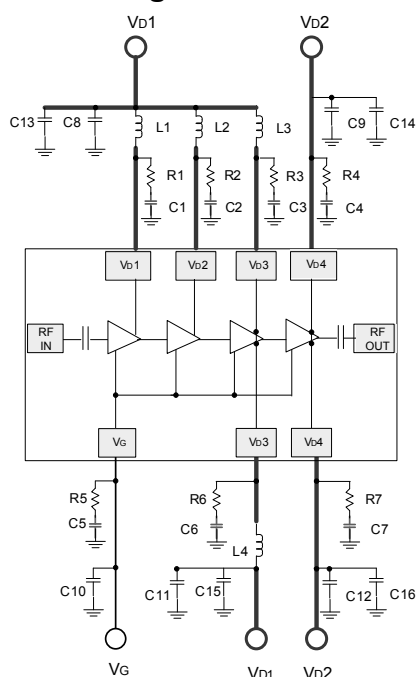 VD1
VD2
C13
C8
L1
L2
L3
C9
C14
R1
R2
R3
R4
C1
C2
C3
C4
VD1
VD2
VD3
VD4
RF
IN
RF
OUT
VG
VD3
VD4
R5
C5
R6
C6
R7
C7
L4
C10
C11
C15
C12
C16
VG
VD1
VD2